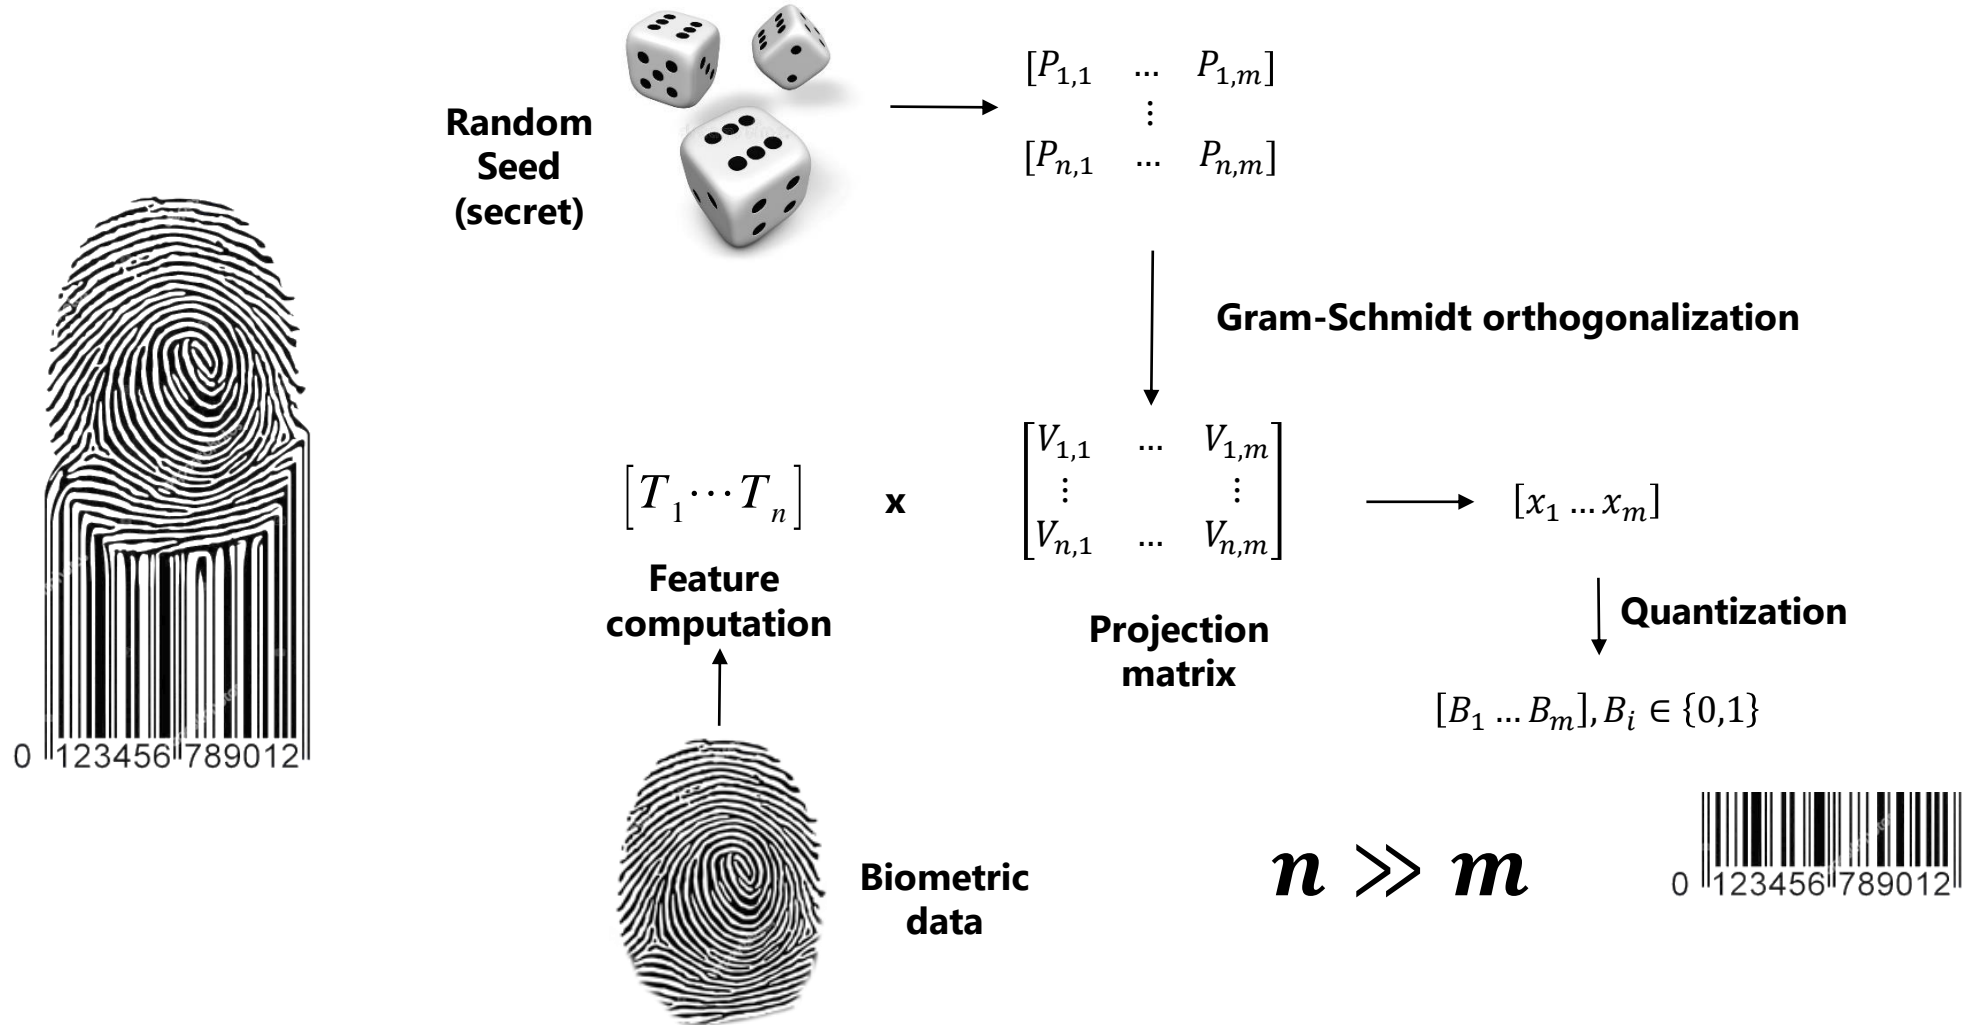 Random
Seed
(secret)
[P1,1 … P1,m]
⋮
[Pn,1 … Pn,m]
Gram-Schmidt orthogonalization
[T1⋯Tn]
x
[V1,1 … V1,m
⋮ ⋮
Vn,1 … Vn,m]
[x1 … xm]
Feature
computation
Projection
matrix
Quantization
[B1 … Bm], Bi ∈ {0,1}
0 123456 789012
Biometric
data
n ≫ m
0 123456 789012